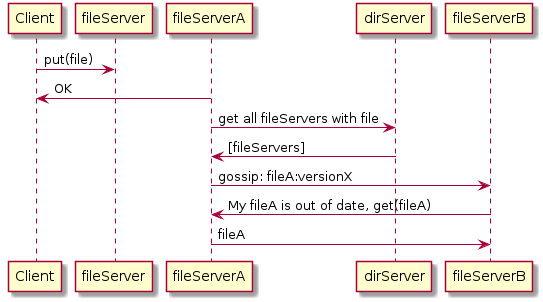 Client fileServer fileServerA dirServer fileServerB
put(file)
OK
get all fileServers with file
[fileServers]
gossip: fileA:versionX
My fileA is out of date, get(fileA)
fileA
Client fileServer fileServerA dirServer fileServerB